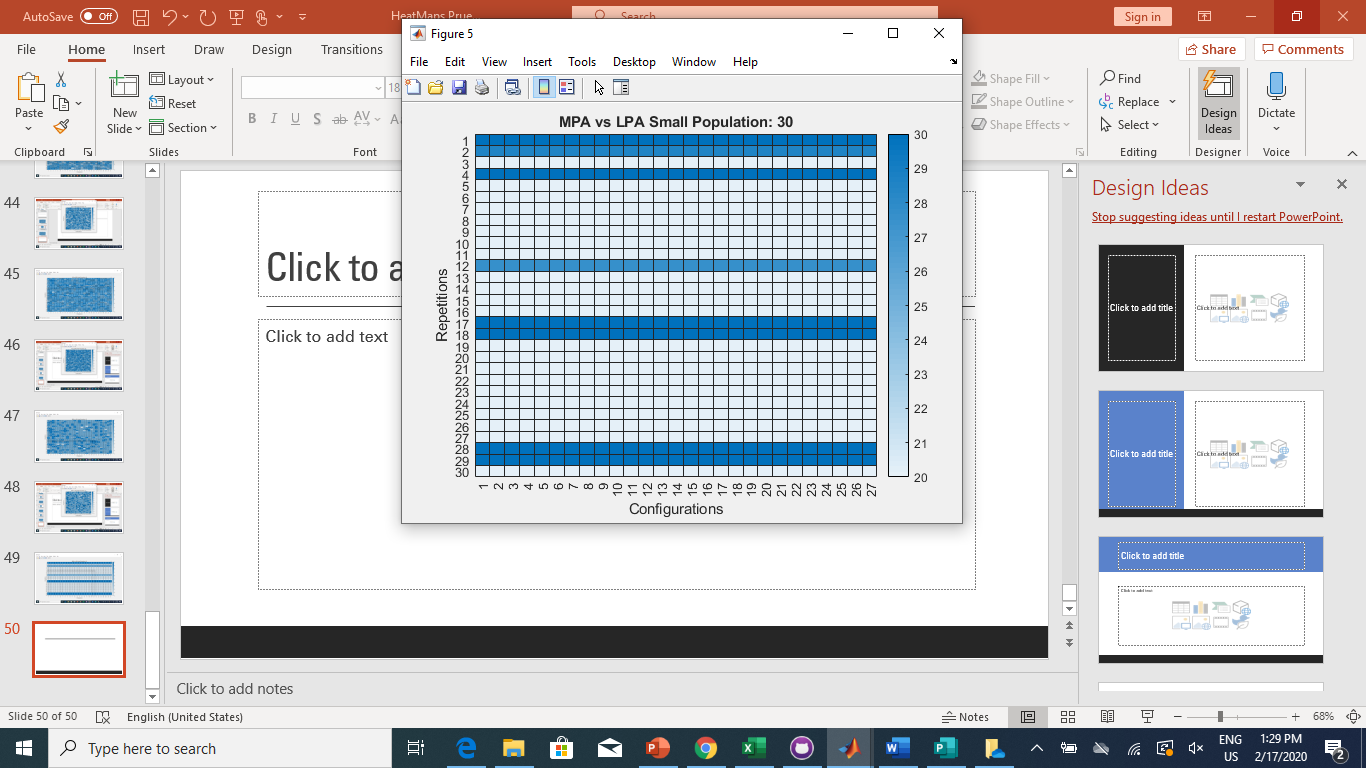 AutoSave Off HeatMaps Prue Search Sign in
File Home Insert Draw Design Transitions Share Comments
Paste
Clipboard
New Slide
Layout
Reset
Section
Slides
18
B I U S ab AV
Font
Shape Fill
Shape Outline
Shape Effects
Find
Replace
Select
Editing
Design Ideas
Designer
Dictate
Voice
44
45
46
47
48
49
50
Click to a
Click to add text
Click to add notes
Figure 5
File Edit View Insert Tools Desktop Window Help
MPA vs LPA Small Population: 30
Repetitions
1
2
3
4
5
6
7
8
9
10
11
12
13
14
15
16
17
18
19
20
21
22
23
24
25
26
27
28
29
30
1 2 3 4 5 6 7 8 9 10 11 12 13 14 15 16 17 18 19 20 21 22 23 24 25 26 27
Configurations
30
29
28
27
26
25
24
23
22
21
20
Design Ideas
Stop suggesting ideas until I restart PowerPoint.
Click to add title Click to add text
Click to add title Click to add text
Click to add title
Click to add text
Slide 50 of 50 English (United States) Notes 68%
Type here to search
ENG
US
1:29 PM
2/17/2020
2